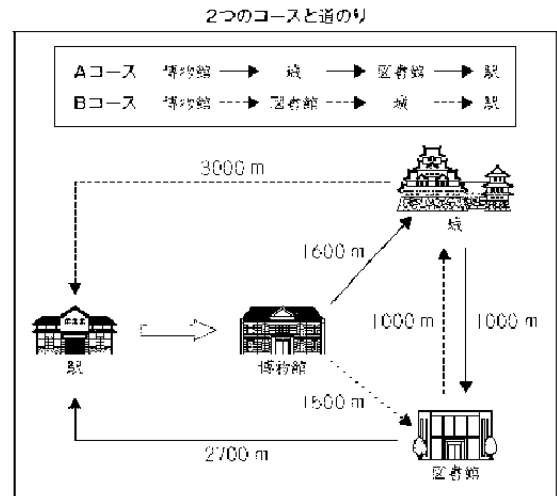 2つのコースと道のり
Aコース 博物館 城 図書館 駅
Bコース 博物館 図書館 城 駅
3000 m
城
1600 m
1000 m
1000 m
駅
博物館
2700 m
図書館